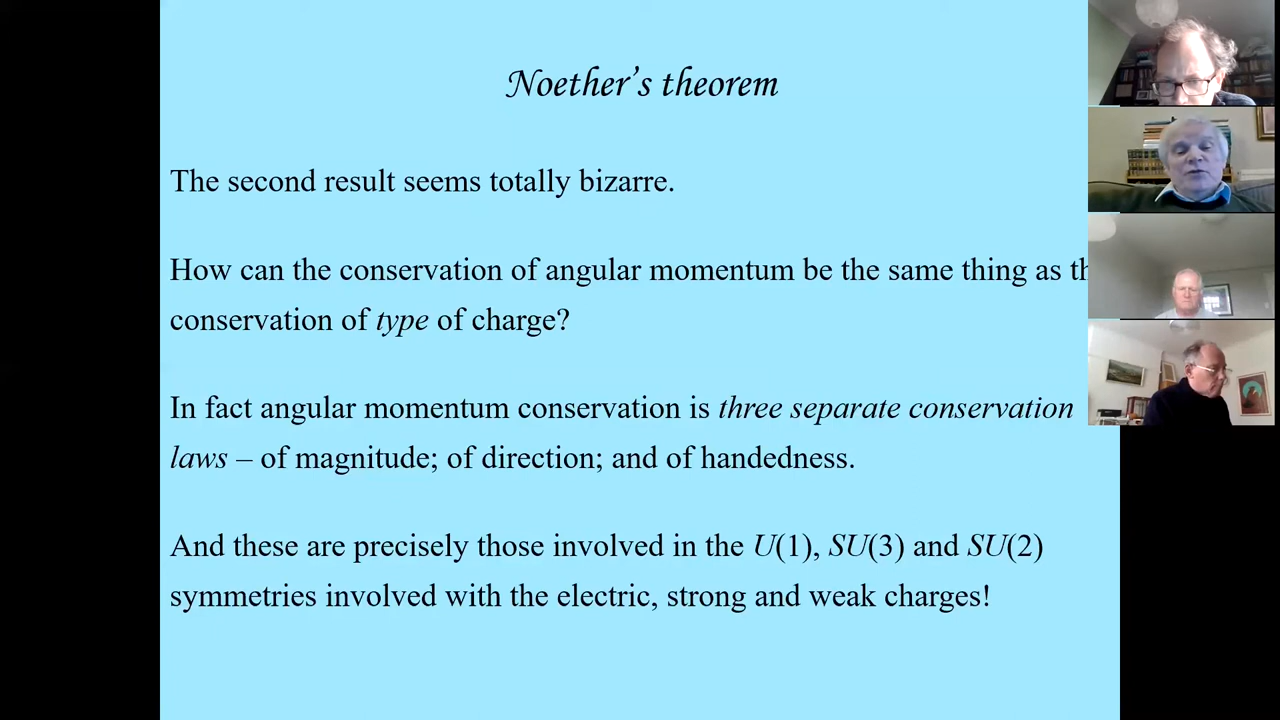 Noether's theorem
The second result seems totally bizarre.
How can the conservation of angular momentum be the same thing as th
conservation of type of charge?
In fact angular momentum conservation is three separate conservation
laws – of magnitude; of direction; and of handedness.
And these are precisely those involved in the U(1), SU(3) and SU(2)
symmetries involved with the electric, strong and weak charges!